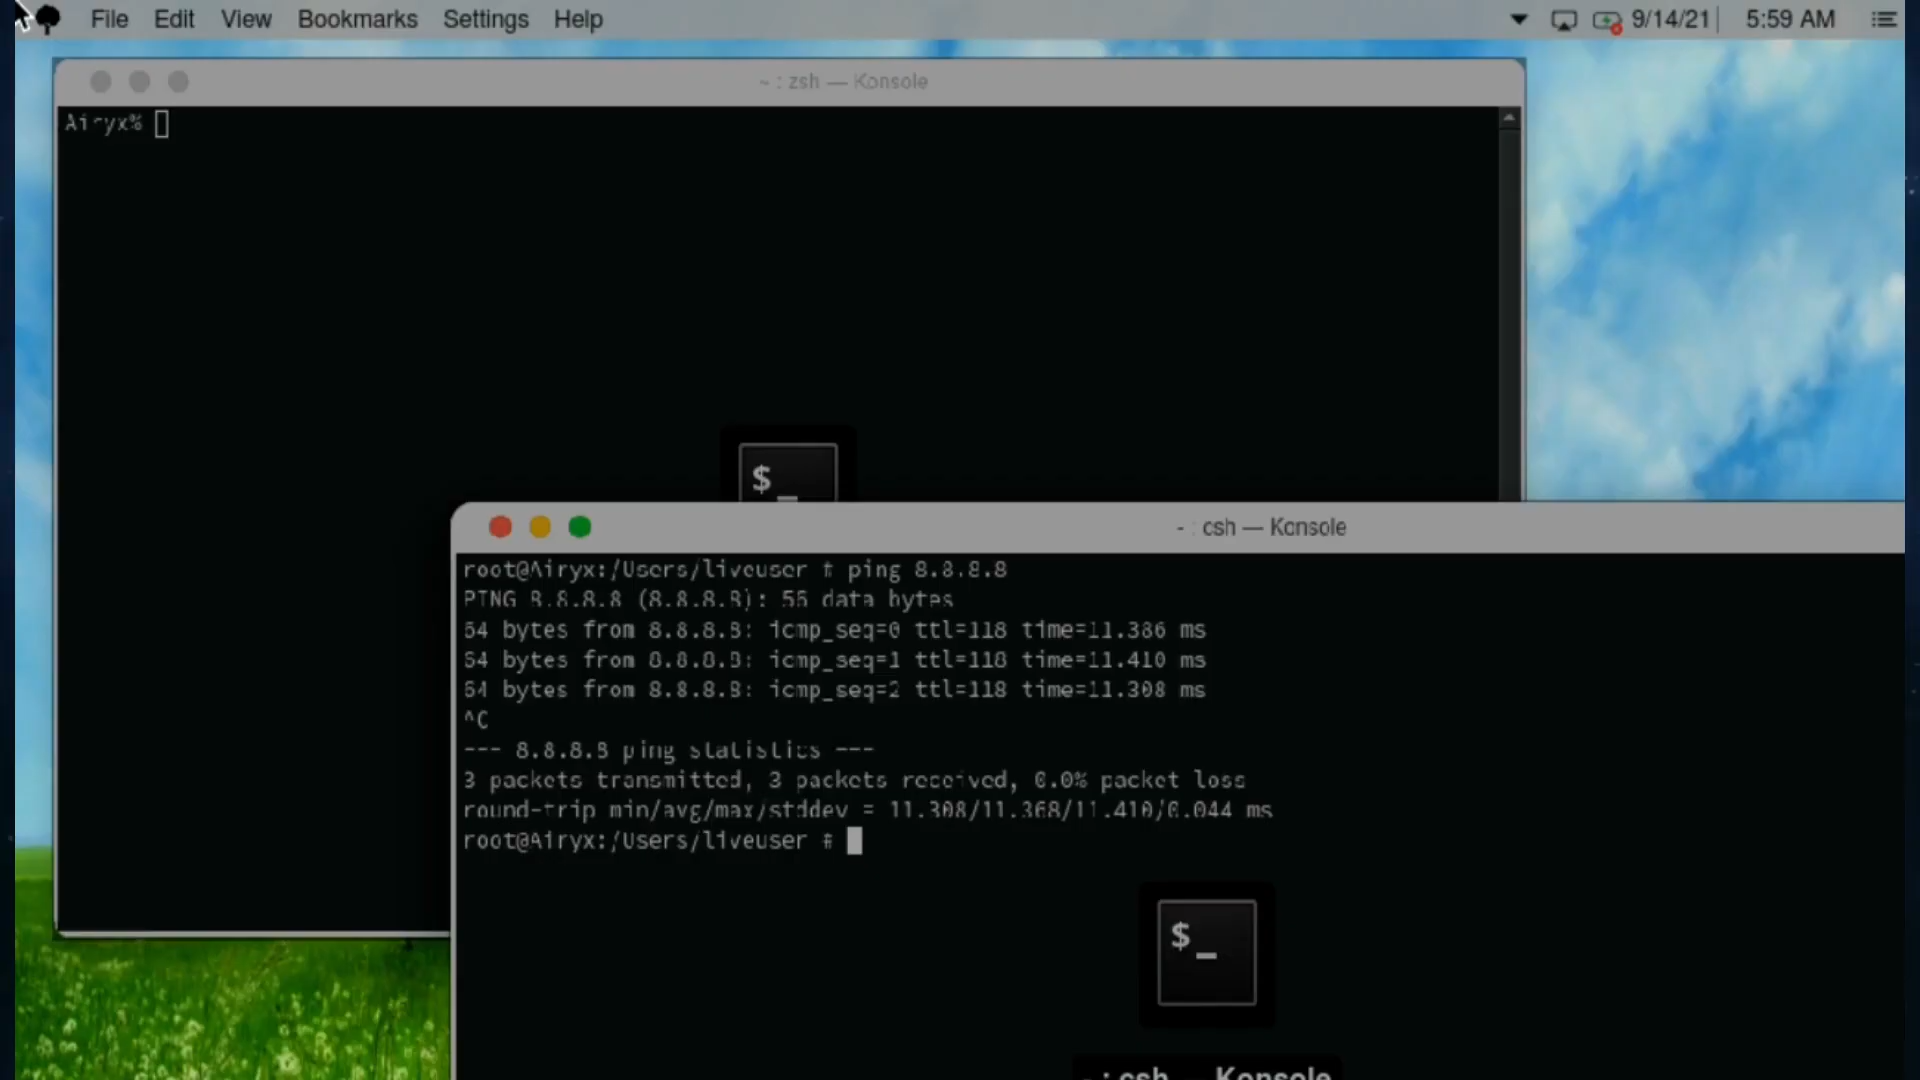 File Edit View Bookmarks Settings Help 9/14/21 5:59 AM
~ : zsh — Konsole
Airyx%
$_
- : csh — Konsole
root@Airyx:/Users/liveuser # ping 8.8.8.8
PING 8.8.8.8 (8.8.8.8): 56 data bytes
64 bytes from 8.8.8.8: icmp_seq=0 ttl=118 time=11.386 ms
64 bytes from 8.8.8.8: icmp_seq=1 ttl=118 time=11.410 ms
64 bytes from 8.8.8.8: icmp_seq=2 ttl=118 time=11.308 ms
^C
--- 8.8.8.8 ping statistics ---
3 packets transmitted, 3 packets received, 0.0% packet loss
round-trip min/avg/max/stddev = 11.308/11.368/11.410/0.044 ms
root@Airyx:/Users/liveuser #
$_
- : csh — Konsole